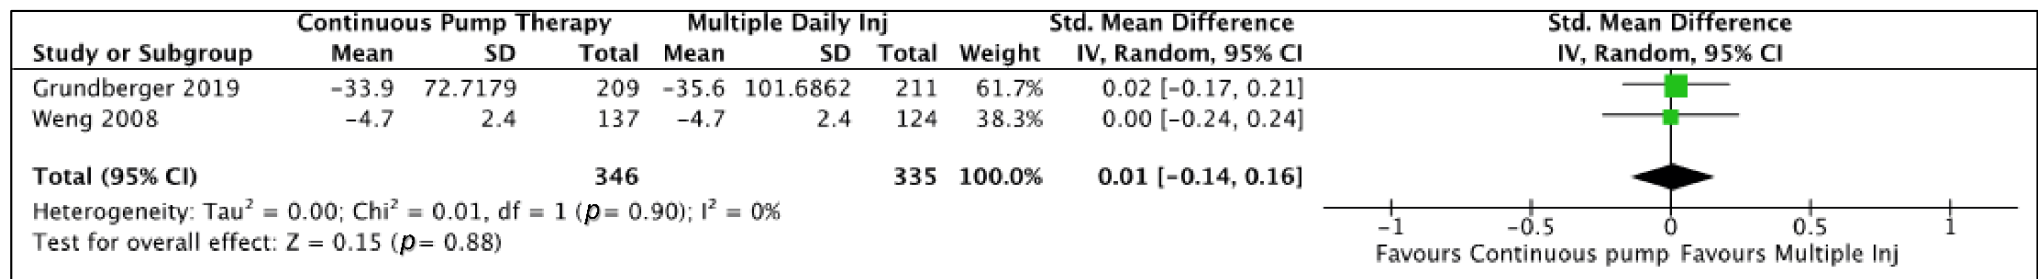 Continuous Pump Therapy Multiple Daily Inj Std. Mean Difference Std. Mean Difference
Study or Subgroup Mean SD Total Mean SD Total Weight IV, Random, 95% CI IV, Random, 95% CI
Grundberger 2019 −33.9 72.7179 209 −35.6 101.6862 211 61.7% 0.02 [−0.17, 0.21]
Weng 2008 −4.7 2.4 137 −4.7 2.4 124 38.3% 0.00 [−0.24, 0.24]
Total (95% CI) 346 335 100.0% 0.01 [−0.14, 0.16]
Heterogeneity: Tau² = 0.00; Chi² = 0.01, df = 1 (p= 0.90); I² = 0%
Test for overall effect: Z = 0.15 (p= 0.88)
−1 −0.5 0 0.5 1
Favours Continuous pump Favours Multiple Inj